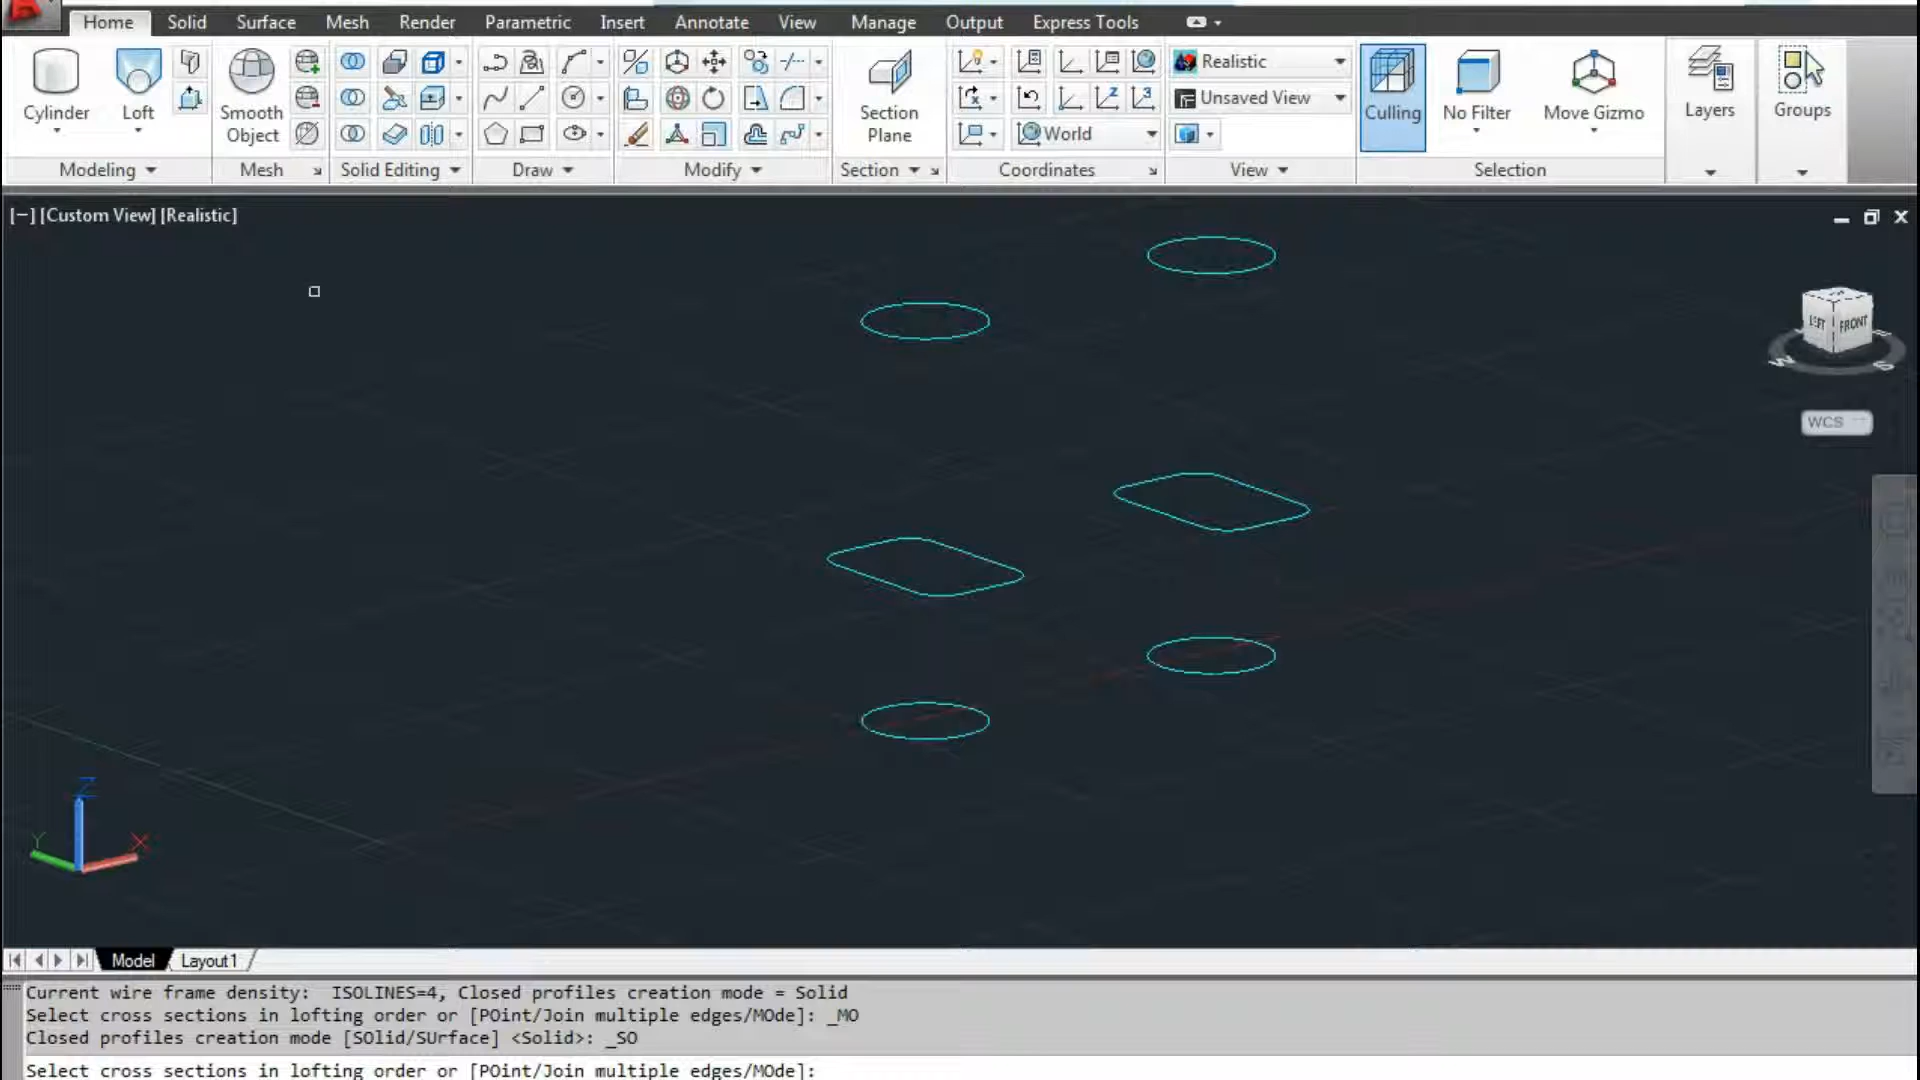 Home Solid Surface Mesh Render Parametric Insert Annotate View Manage Output Express Tools
Cylinder
Loft
Smooth
Object
Section
Plane
Realistic
Unsaved View
World
Culling
No Filter
Move Gizmo
Layers
Groups
Modeling Mesh Solid Editing Draw Modify Section Coordinates View Selection
[−] [Custom View] [Realistic]
LEFT FRONT
W S
WCS
Z
Y X
Model Layout1
Current wire frame density:  ISOLINES=4, Closed profiles creation mode = Solid
Select cross sections in lofting order or [POint/Join multiple edges/MOde]: _MO
Closed profiles creation mode [SOlid/SUrface] <Solid>: _SO
Select cross sections in lofting order or [POint/Join multiple edges/MOde]: